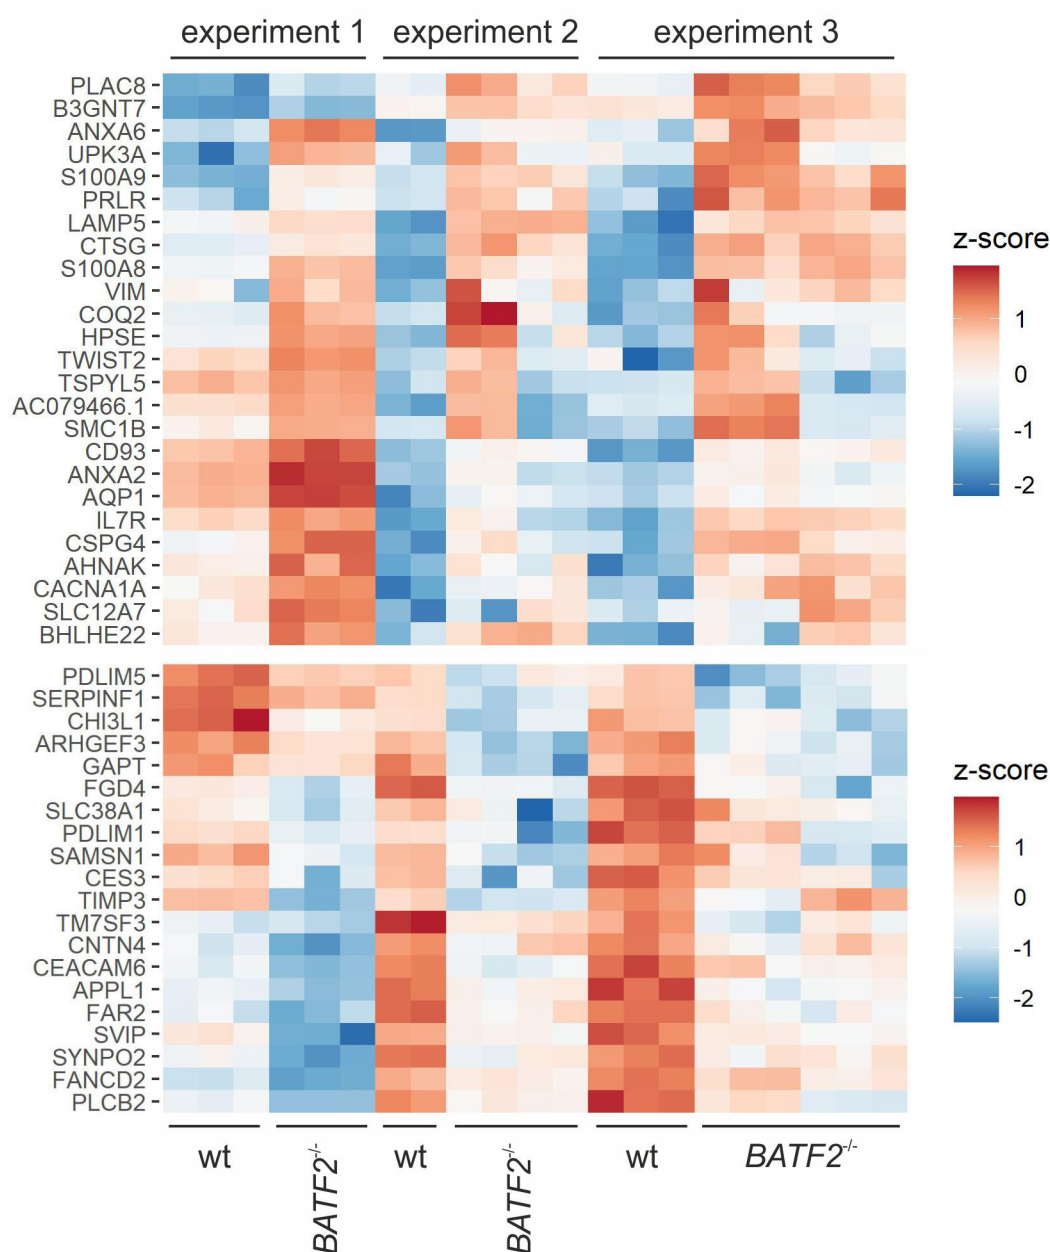 experiment 1 experiment 2 experiment 3
PLAC8
B3GNT7
ANXA6
UPK3A
S100A9
PRLR
LAMP5
CTSG
S100A8
VIM
COQ2
HPSE
TWIST2
TSPYL5
AC079466.1
SMC1B
CD93
ANXA2
AQP1
IL7R
CSPG4
AHNAK
CACNA1A
SLC12A7
BHLHE22
z-score
1
0
-1
-2
PDLIM5
SERPINF1
CHI3L1
ARHGEF3
GAPT
FGD4
SLC38A1
PDLIM1
SAMSN1
CES3
TIMP3
TM7SF3
CNTN4
CEACAM6
APPL1
FAR2
SVIP
SYNPO2
FANCD2
PLCB2
z-score
1
0
-1
-2
wt BATF2-/- wt BATF2-/- wt BATF2-/-